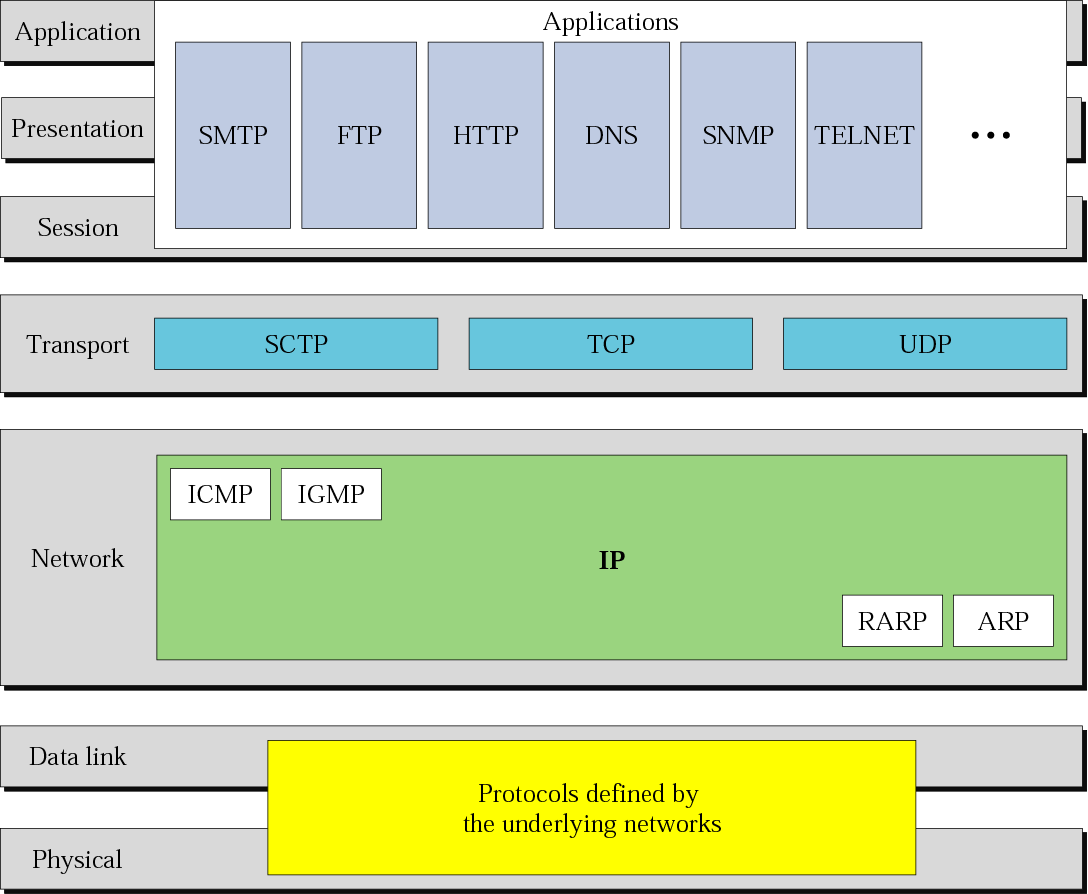 Application
Applications
Presentation
SMTP
FTP
HTTP
DNS
SNMP
TELNET
...
Session
Transport
SCTP
TCP
UDP
Network
ICMP
IGMP
IP
RARP
ARP
Data link
Protocols defined by
the underlying networks
Physical